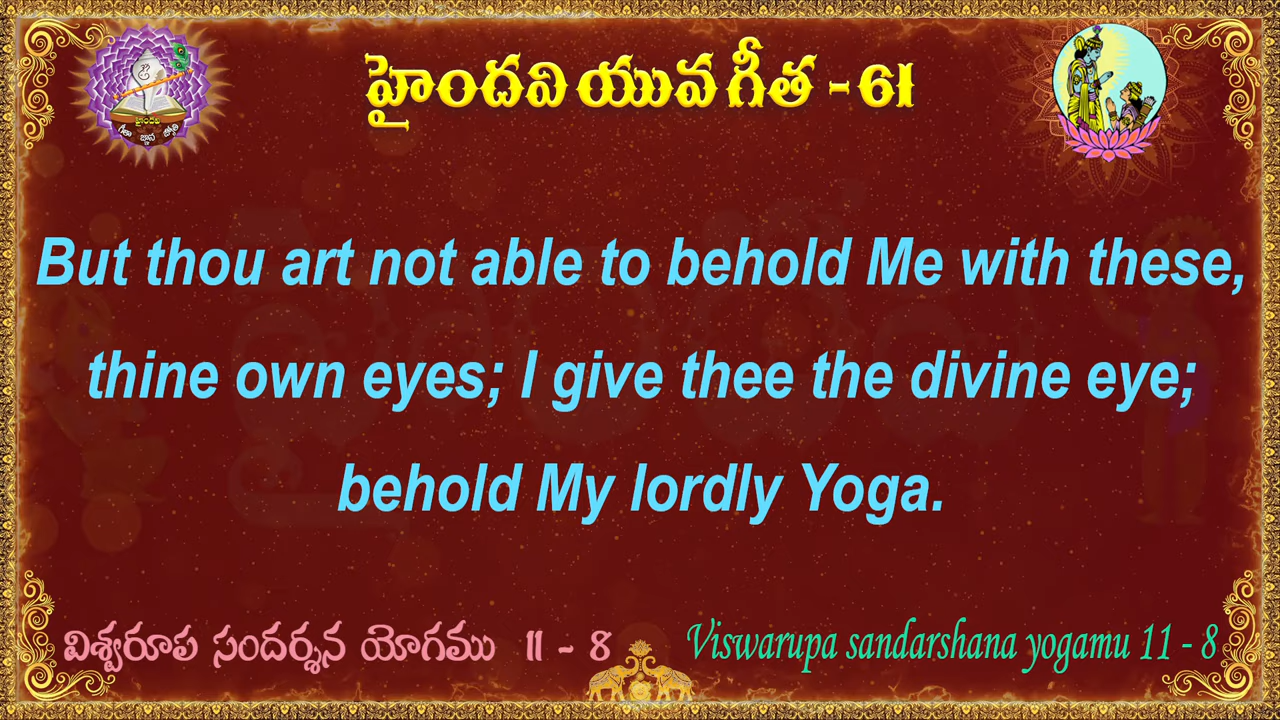 హైందవి యువ గీత - 61
హైందవి
గీతా జ్ఞాన జ్యోతి
But thou art not able to behold Me with these,
thine own eyes; I give thee the divine eye;
behold My lordly Yoga.
విశ్వరూప సందర్శన యోగము 11 - 8
Viswarupa sandarshana yogamu 11 - 8